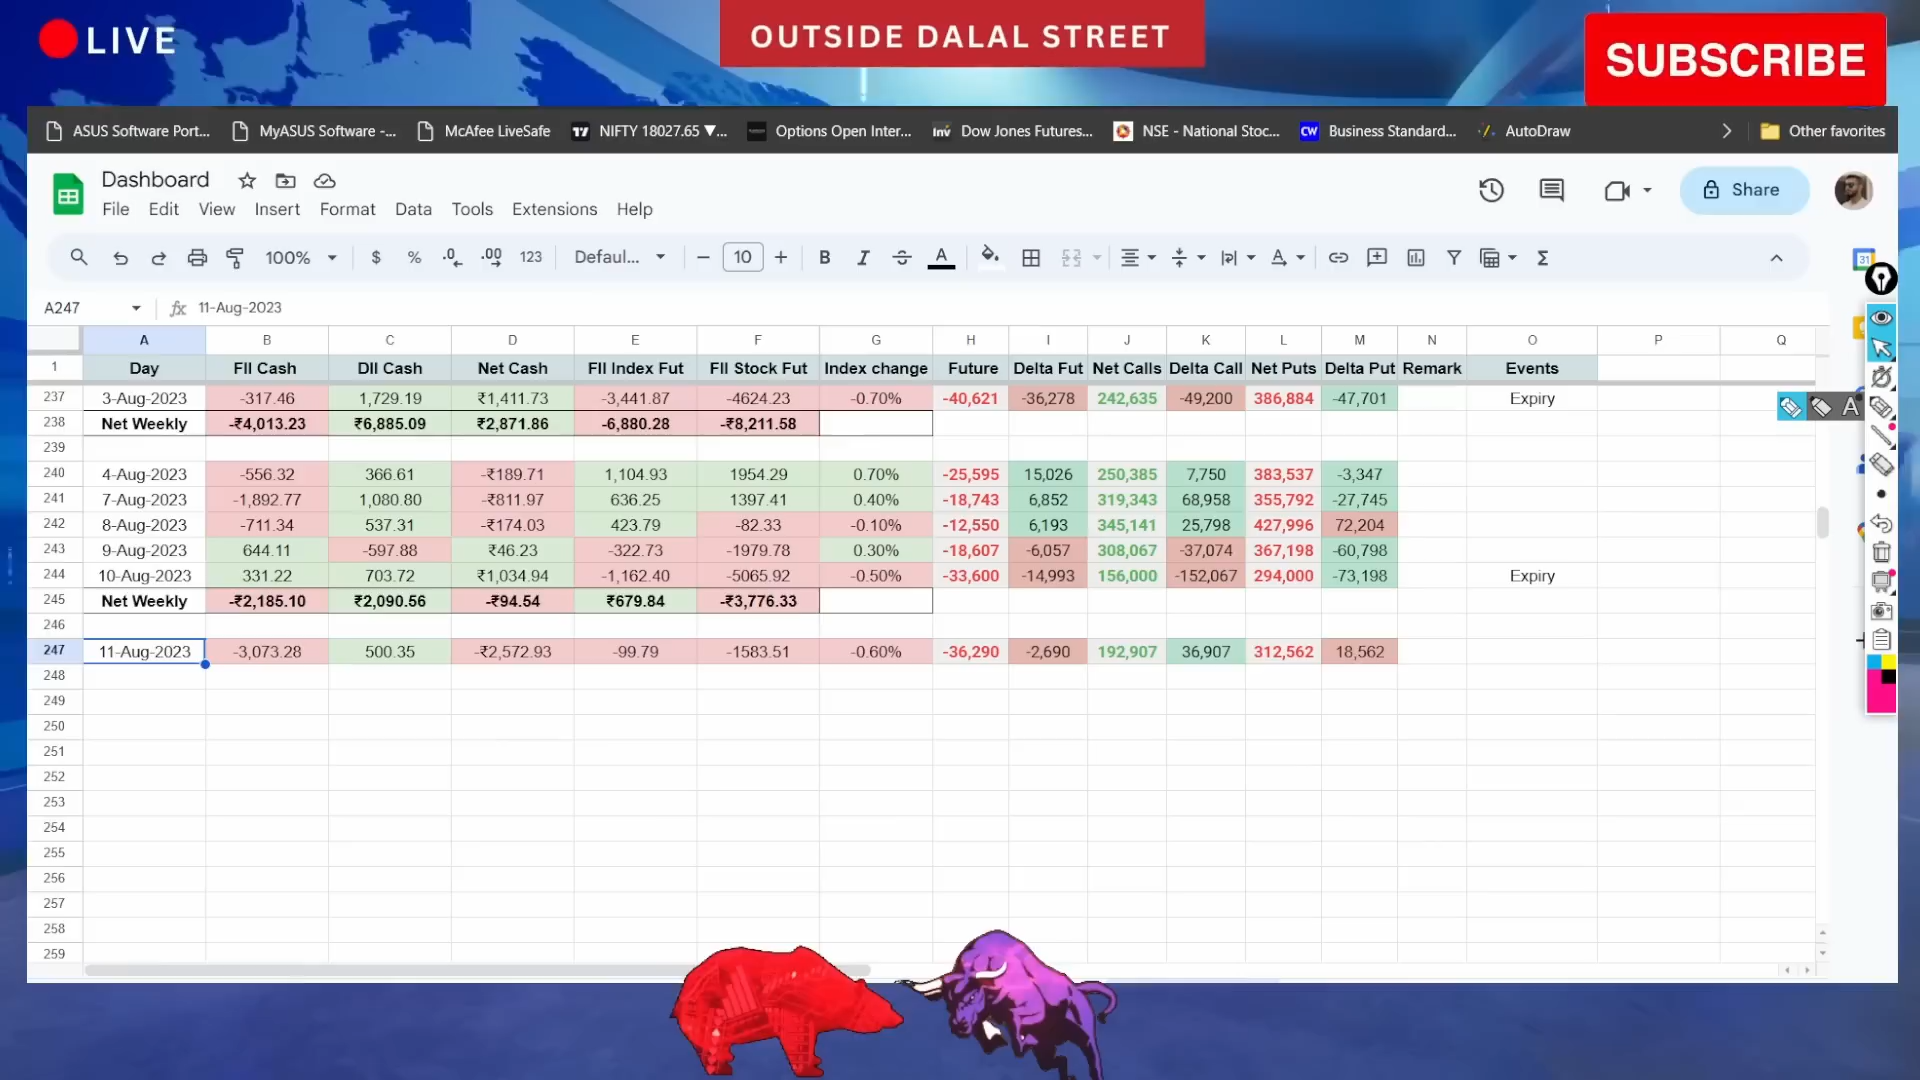 LIVE
OUTSIDE DALAL STREET
SUBSCRIBE
ASUS Software Port... MyASUS Software -... McAfee LiveSafe NIFTY 18027.65 ▼... Options Open Inter... Dow Jones Futures... NSE - National Stoc... Business Standard... AutoDraw Other favorites
Dashboard
File Edit View Insert Format Data Tools Extensions Help
Share
100% $ % .0 .00 123 Defaul... 10 B I A
A247 fx 11-Aug-2023
A B C D E F G H I J K L M N O P Q
1 Day FII Cash DII Cash Net Cash FII Index Fut FII Stock Fut Index change Future Delta Fut Net Calls Delta Call Net Puts Delta Put Remark Events
237 3-Aug-2023 -317.46 1,729.19 ₹1,411.73 -3,441.87 -4624.23 -0.70% -40,621 -36,278 242,635 -49,200 386,884 -47,701 Expiry
238 Net Weekly -₹4,013.23 ₹6,885.09 ₹2,871.86 -6,880.28 -₹8,211.58
239
240 4-Aug-2023 -556.32 366.61 -₹189.71 1,104.93 1954.29 0.70% -25,595 15,026 250,385 7,750 383,537 -3,347
241 7-Aug-2023 -1,892.77 1,080.80 -₹811.97 636.25 1397.41 0.40% -18,743 6,852 319,343 68,958 355,792 -27,745
242 8-Aug-2023 -711.34 537.31 -₹174.03 423.79 -82.33 -0.10% -12,550 6,193 345,141 25,798 427,996 72,204
243 9-Aug-2023 644.11 -597.88 ₹46.23 -322.73 -1979.78 0.30% -18,607 -6,057 308,067 -37,074 367,198 -60,798
244 10-Aug-2023 331.22 703.72 ₹1,034.94 -1,162.40 -5065.92 -0.50% -33,600 -14,993 156,000 -152,067 294,000 -73,198 Expiry
245 Net Weekly -₹2,185.10 ₹2,090.56 -₹94.54 ₹679.84 -₹3,776.33
246
247 11-Aug-2023 -3,073.28 500.35 -₹2,572.93 -99.79 -1583.51 -0.60% -36,290 -2,690 192,907 36,907 312,562 18,562
248
249
250
251
252
253
254
255
256
257
258
259